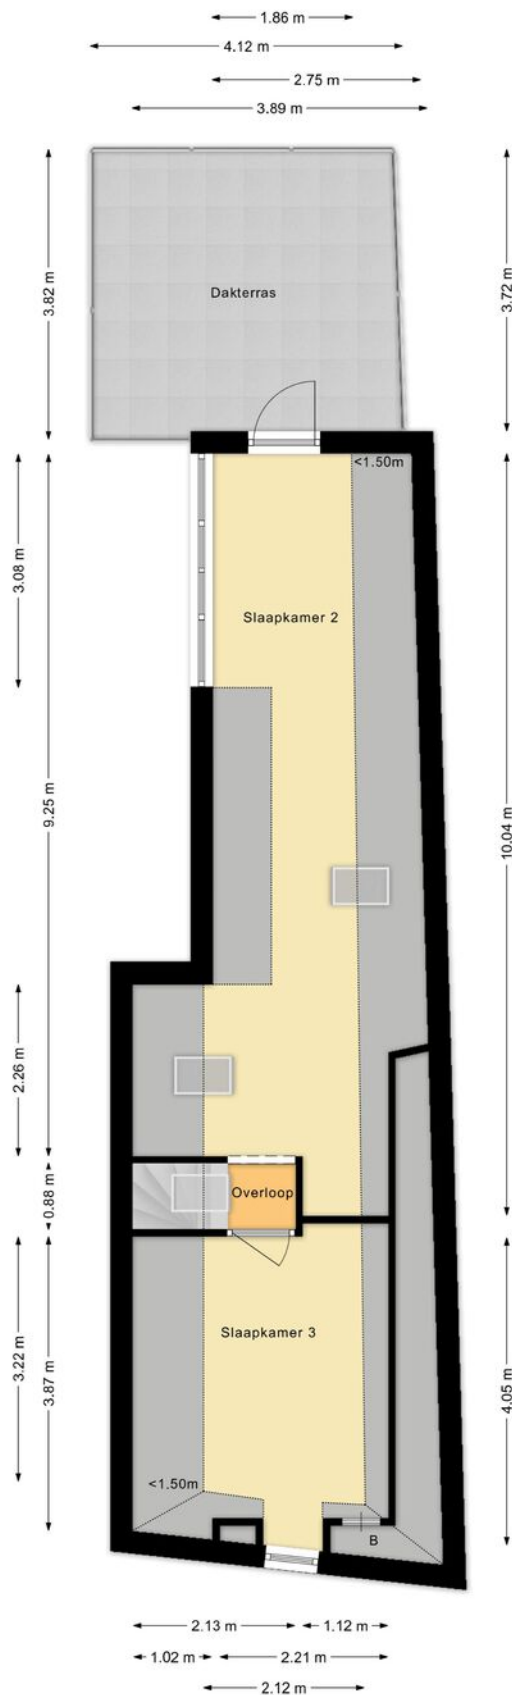 1.86 m
4.12 m
2.75 m
3.89 m
3.82 m
3.72 m
Dakterras
<1.50m
3.08 m
Slaapkamer 2
9.25 m
10.04 m
2.26 m
0.88 m
Overloop
Slaapkamer 3
3.22 m
3.87 m
4.05 m
<1.50m
B
2.13 m
1.12 m
1.02 m
2.21 m
2.12 m